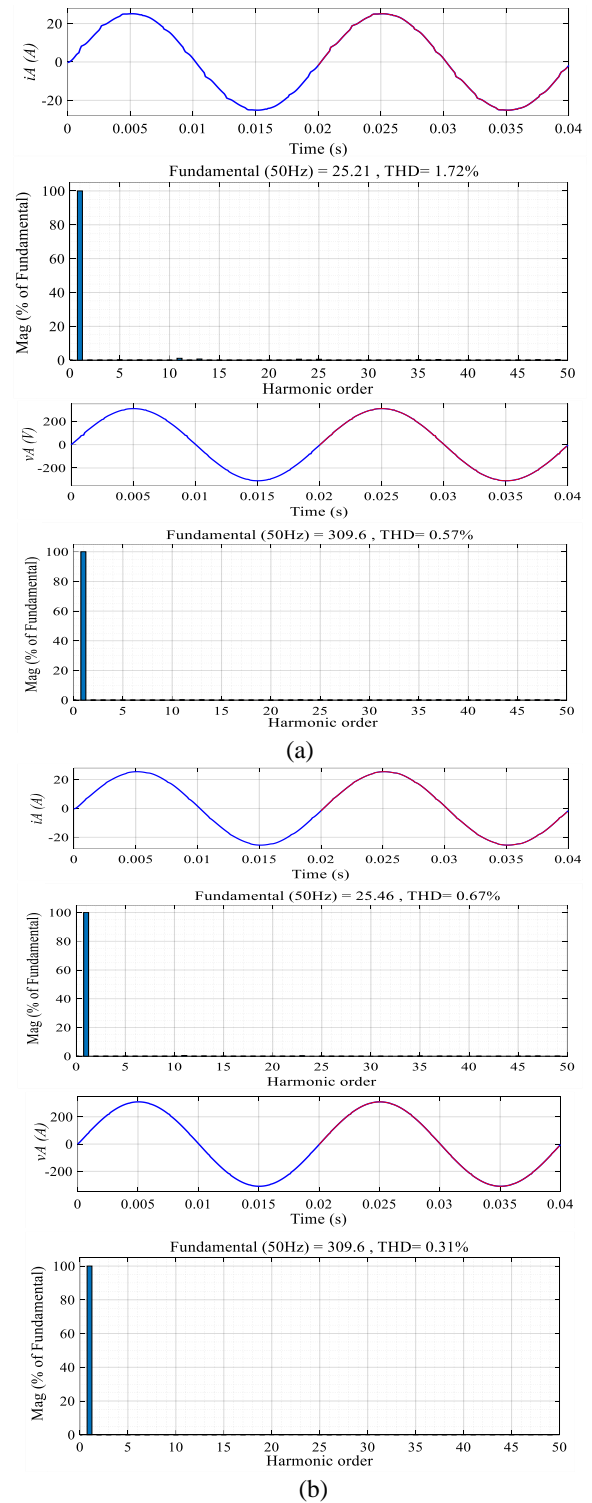 iA (A)
20
0
-20
0 0.005 0.01 0.015 0.02 0.025 0.03 0.035 0.04
Time (s)
Fundamental (50Hz) = 25.21 , THD= 1.72%
Mag (% of Fundamental)
100
80
60
40
20
0
0 5 10 15 20 25 30 35 40 45 50
Harmonic order
vA (V)
200
0
-200
0 0.005 0.01 0.015 0.02 0.025 0.03 0.035 0.04
Time (s)
Fundamental (50Hz) = 309.6 , THD= 0.57%
Mag (% of Fundamental)
100
80
60
40
20
0
0 5 10 15 20 25 30 35 40 45 50
Harmonic order
(a)
iA (A)
20
0
-20
0 0.005 0.01 0.015 0.02 0.025 0.03 0.035 0.04
Time (s)
Fundamental (50Hz) = 25.46 , THD= 0.67%
Mag (% of Fundamental)
100
80
60
40
20
0
0 5 10 15 20 25 30 35 40 45 50
Harmonic order
vA (A)
200
0
-200
0 0.005 0.01 0.015 0.02 0.025 0.03 0.035 0.04
Time (s)
Fundamental (50Hz) = 309.6 , THD= 0.31%
Mag (% of Fundamental)
100
80
60
40
20
0
0 5 10 15 20 25 30 35 40 45 50
Harmonic order
(b)